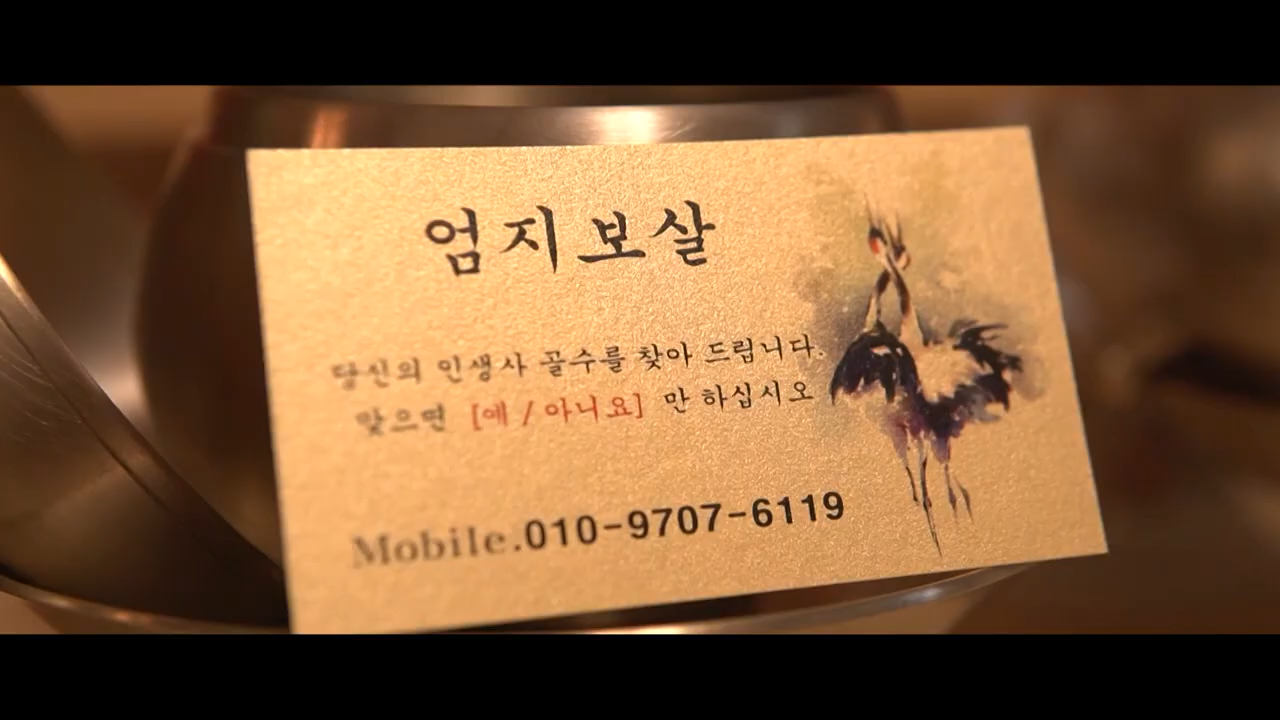 엄지보살
당신의 인생사 골수를 찾아 드립니다.
맞으면 [예 / 아니요] 만 하십시오
Mobile.010-9707-6119